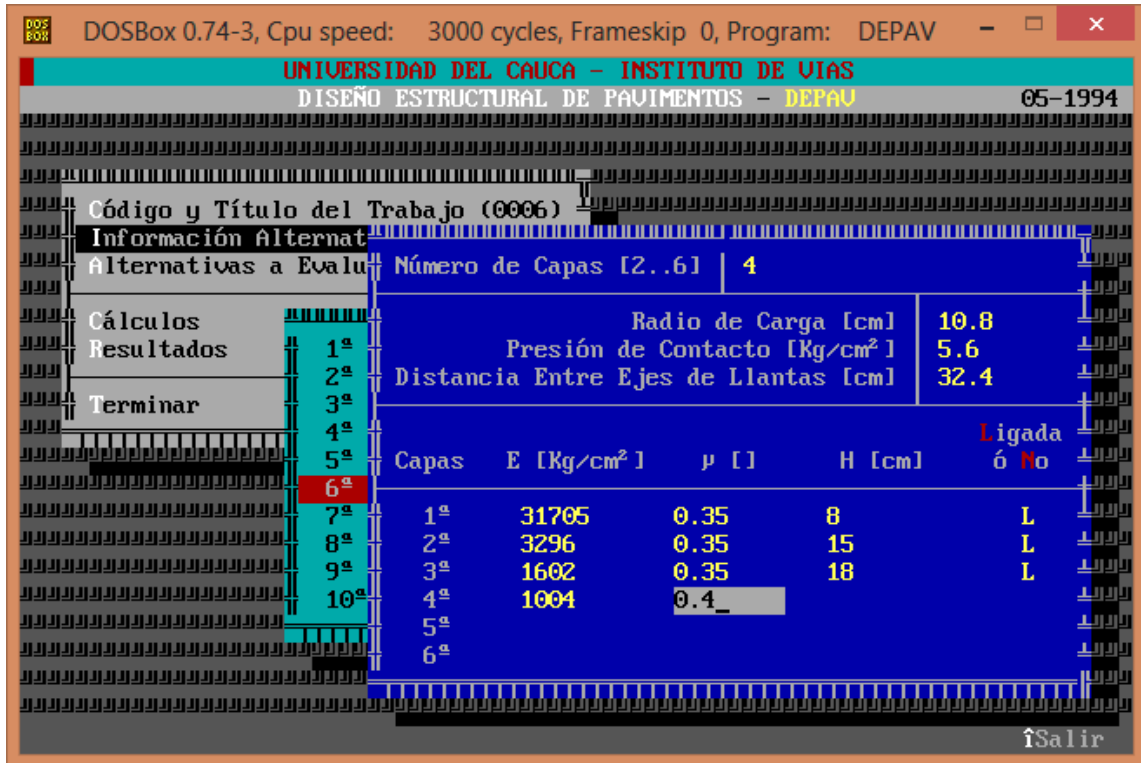 DOS BOX DOSBox 0.74-3, Cpu speed: 3000 cycles, Frameskip 0, Program: DEPAV
UNIVERSIDAD DEL CAUCA - INSTITUTO DE VIAS
DISEÑO ESTRUCTURAL DE PAVIMENTOS - DEPAV 05-1994
Código y Título del Trabajo (0006)
Información Alternat
Alternativas a Evalu
Cálculos
Resultados
Terminar
1ª
2ª
3ª
4ª
5ª
6ª
7ª
8ª
9ª
10ª
Número de Capas [2..6] 4
Radio de Carga [cm] 10.8
Presión de Contacto [Kg/cm²] 5.6
Distancia Entre Ejes de Llantas [cm] 32.4
Ligada
Capas E [Kg/cm²] µ [] H [cm] ó No
1ª 31705 0.35 8 L
2ª 3296 0.35 15 L
3ª 1602 0.35 18 L
4ª 1004 0.4_
5ª
6ª
îSalir